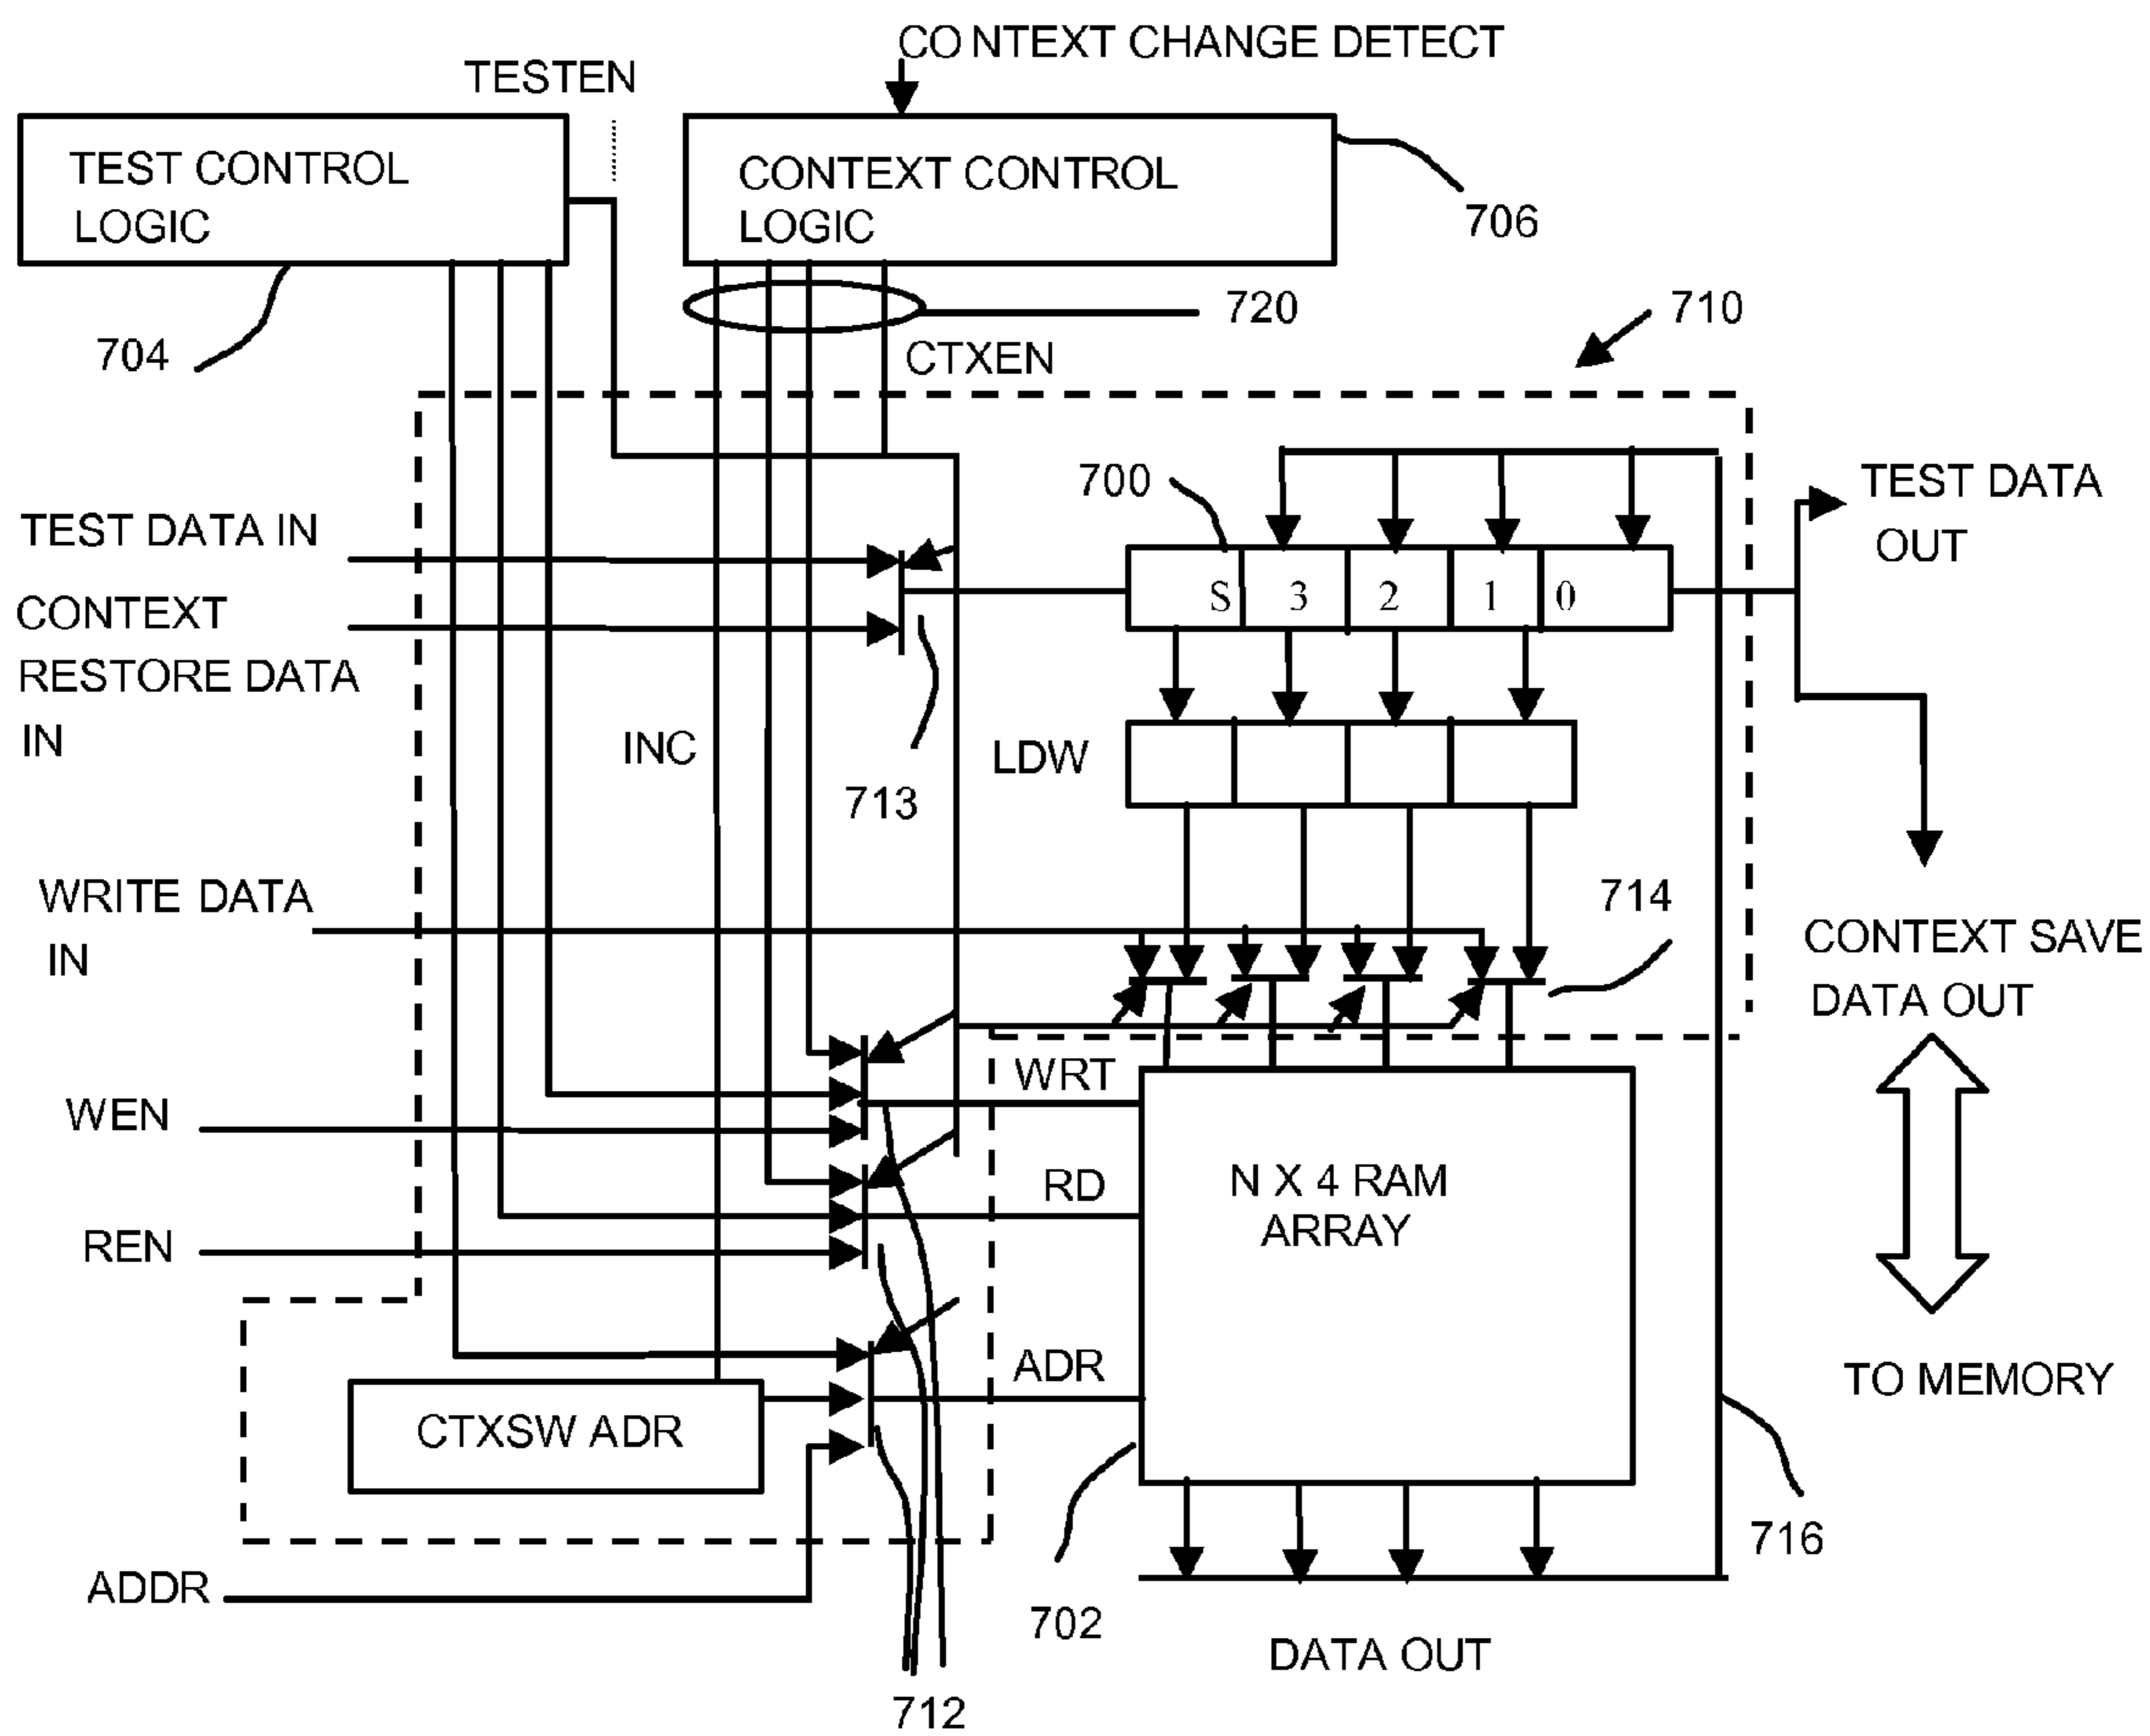 CONTEXT CHANGE DETECT
TESTEN
TEST CONTROL
LOGIC
CONTEXT CONTROL
LOGIC
706
720
710
704
CTXEN
700
TEST DATA
OUT
TEST DATA IN
CONTEXT
RESTORE DATA
IN
S 3 2 1 0
INC
LDW
713
WRITE DATA
IN
714
CONTEXT SAVE
DATA OUT
WRT
WEN
RD
N X 4 RAM
ARRAY
REN
ADR
TO MEMORY
CTXSW ADR
716
ADDR
702
DATA OUT
712